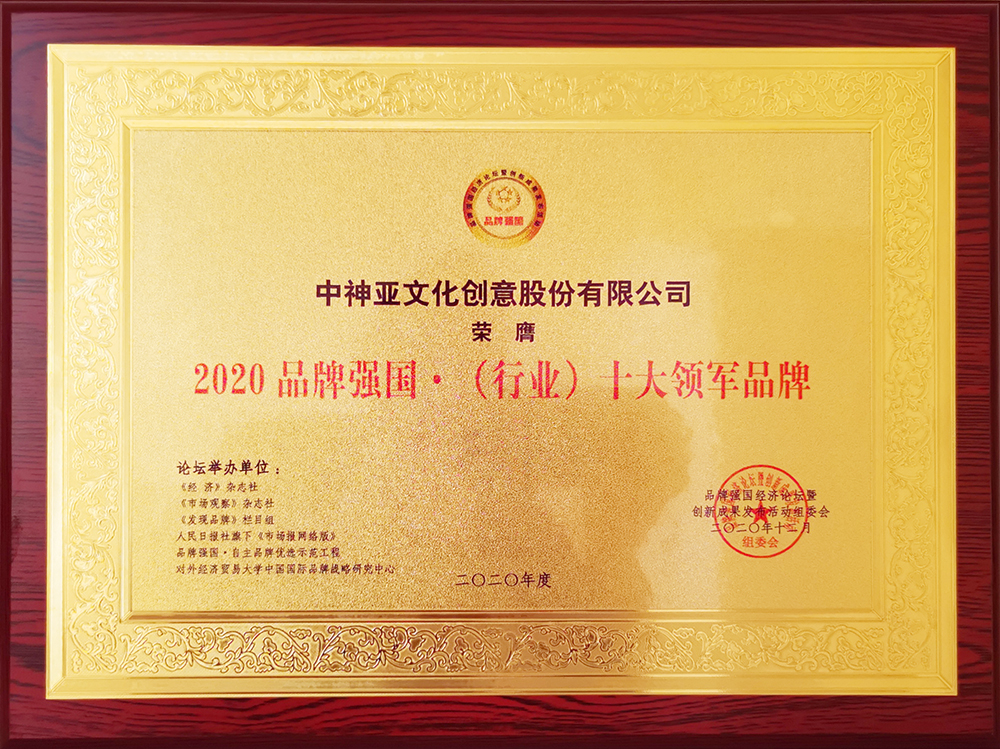 品牌强国
中神亚文化创意股份有限公司
荣 膺
2020 品牌强国·（行业）十大领军品牌
论坛举办单位：
《经 济》杂志社
《市场观察》杂志社
《发现品牌》栏目组
人民日报社旗下《市场报网络版》
品牌强国·自主品牌优选示范工程
对外经济贸易大学中国国际品牌战略研究中心
品牌强国经济论坛暨
创新成果发布活动组委会
二〇二〇年十二月
组委会
二〇二〇年度